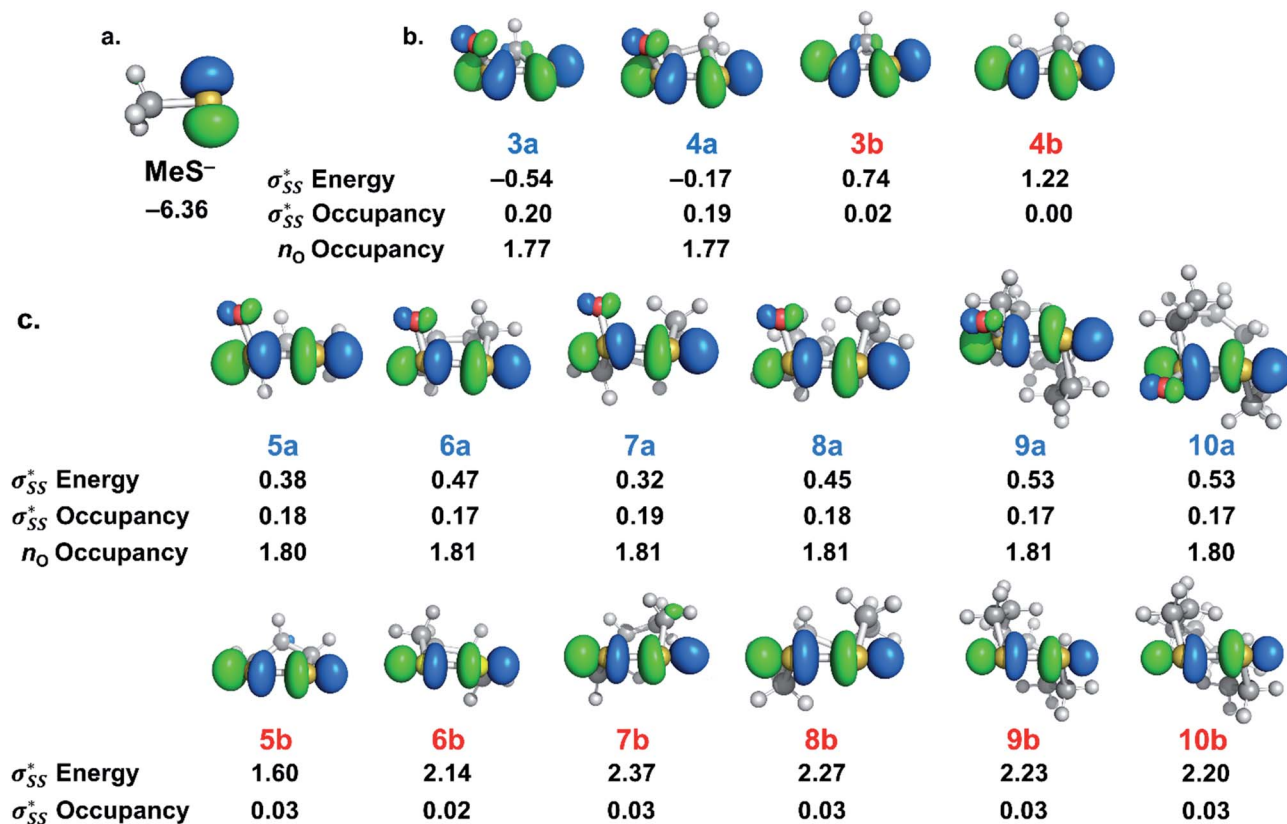 a.
b.
MeS–
–6.36
3a 4a 3b 4b
σ*SS Energy –0.54 –0.17 0.74 1.22
σ*SS Occupancy 0.20 0.19 0.02 0.00
nO Occupancy 1.77 1.77
c.
5a 6a 7a 8a 9a 10a
σ*SS Energy 0.38 0.47 0.32 0.45 0.53 0.53
σ*SS Occupancy 0.18 0.17 0.19 0.18 0.17 0.17
nO Occupancy 1.80 1.81 1.81 1.81 1.81 1.80
5b 6b 7b 8b 9b 10b
σ*SS Energy 1.60 2.14 2.37 2.27 2.23 2.20
σ*SS Occupancy 0.03 0.02 0.03 0.03 0.03 0.03